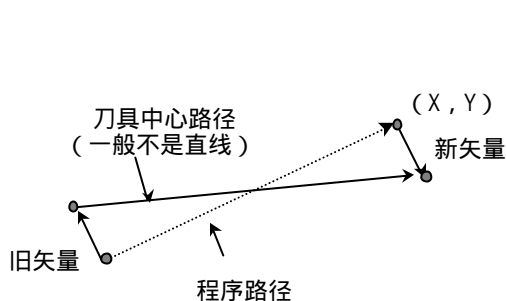 (X,Y)
刀具中心路径
(一般不是直线)
新矢量
旧矢量
程序路径